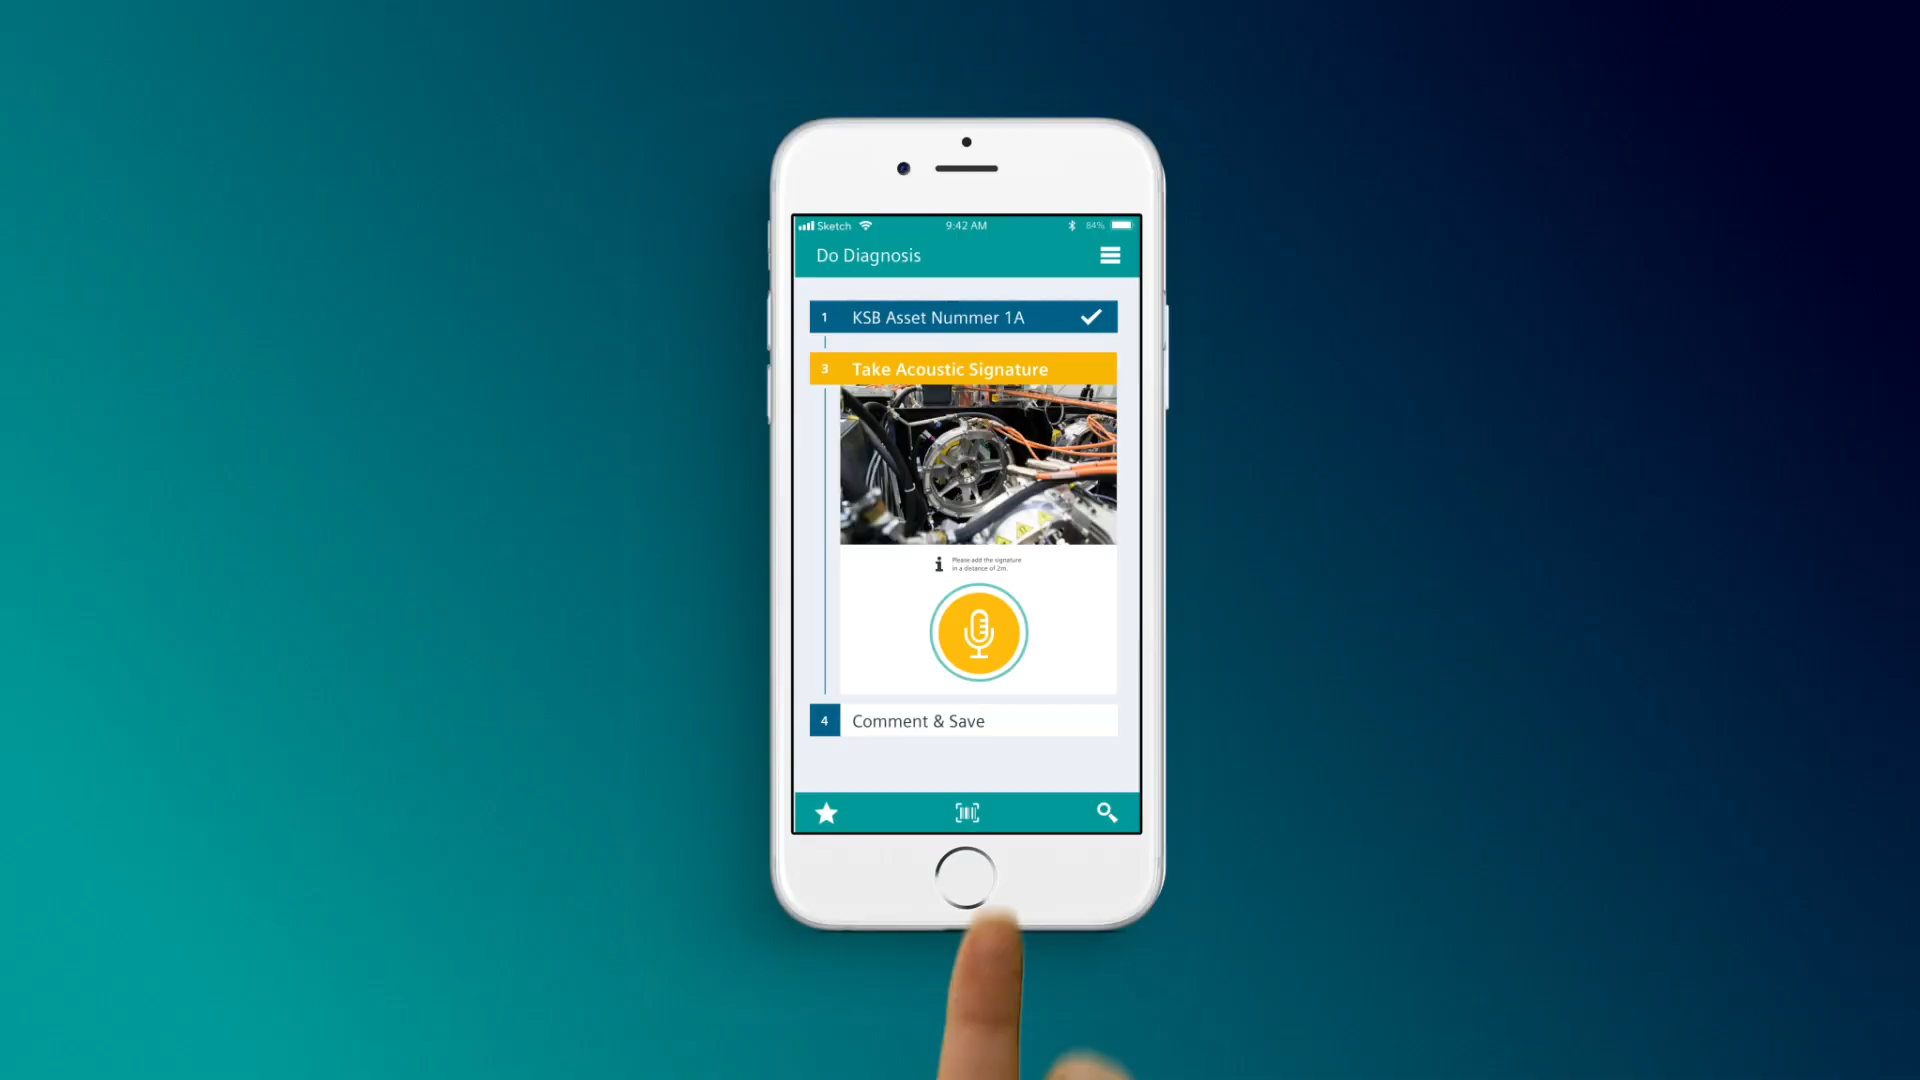 Sketch 9:42 AM 84%
Do Diagnosis
1 KSB Asset Nummer 1A
3 Take Acoustic Signature
Please add the signature
in a distance of 2m.
4 Comment & Save